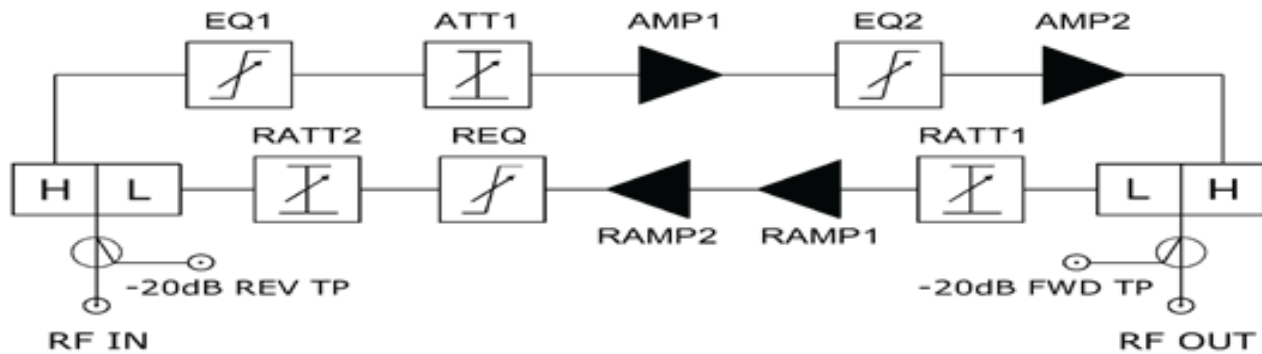 EQ1 ATT1 AMP1 EQ2 AMP2
RATT2 REQ RATT1
H L L H
RAMP2 RAMP1
-20dB REV TP -20dB FWD TP
RF IN RF OUT